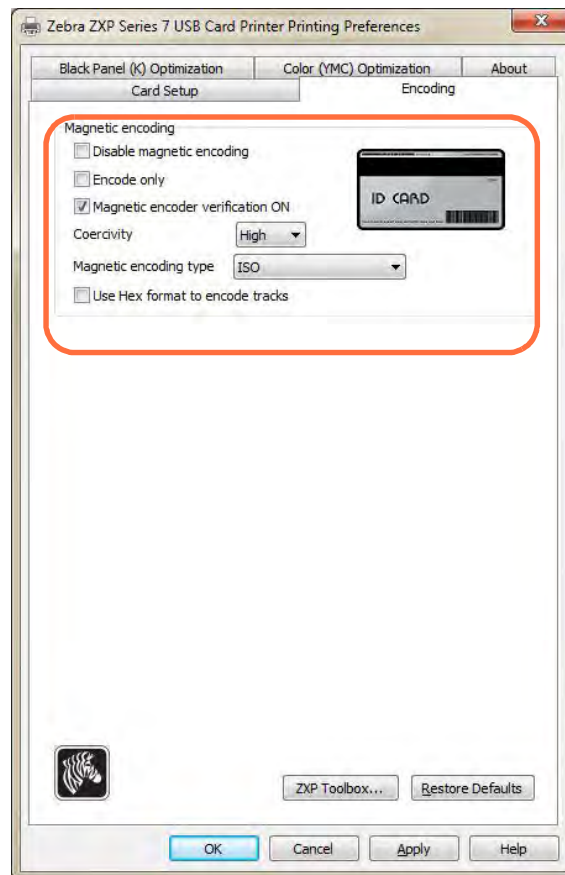 Zebra ZXP Series 7 USB Card Printer Printing Preferences
Black Panel (K) Optimization Color (YMC) Optimization About
Card Setup Encoding
Magnetic encoding
Disable magnetic encoding
Encode only
Magnetic encoder verification ON
ID CARD
Coercivity High
Magnetic encoding type ISO
Use Hex format to encode tracks
ZXP Toolbox... Restore Defaults
OK Cancel Apply Help